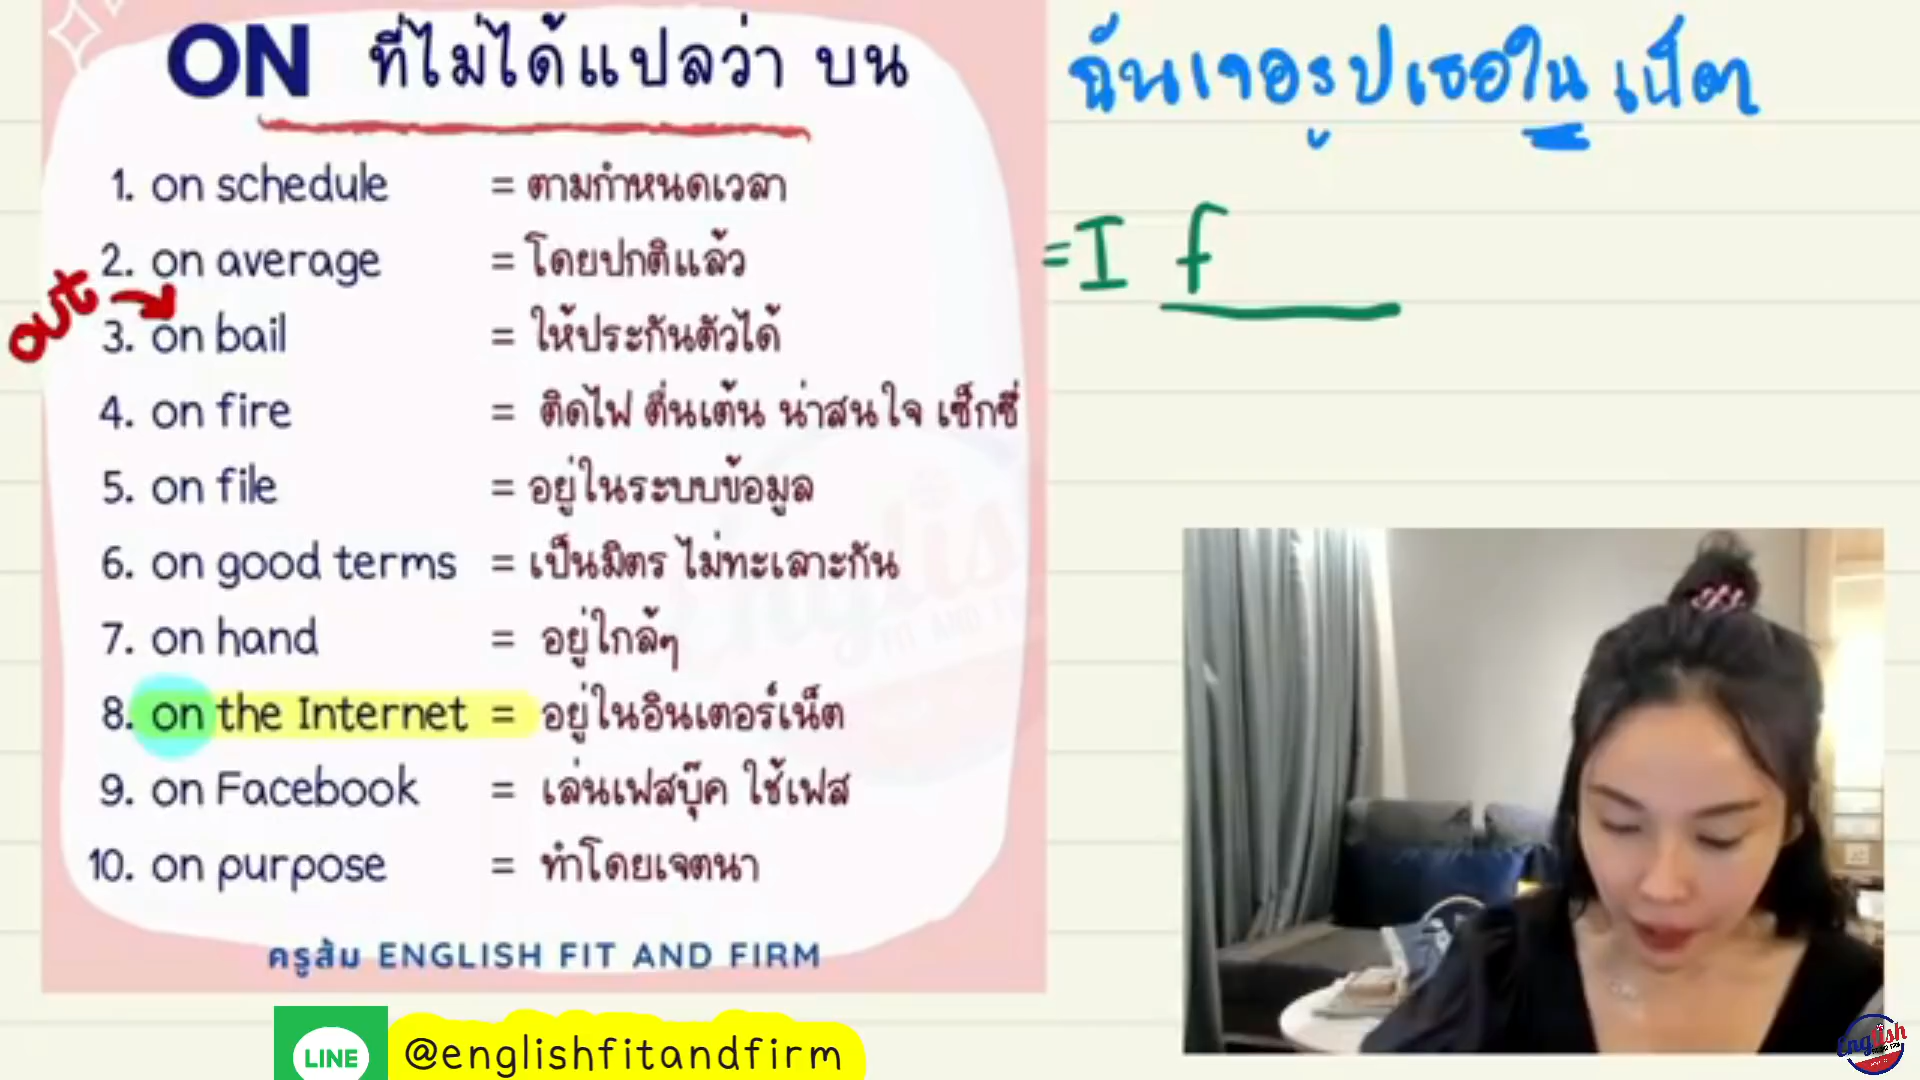 ON ที่ไม่ได้แปลว่า บน
1. on schedule = ตามกำหนดเวลา
2. on average = โดยปกติแล้ว
out
3. on bail = ให้ประกันตัวได้
4. on fire = ติดไฟ ตื่นเต้น น่าสนใจ เซ็กซี่
5. on file = อยู่ในระบบข้อมูล
6. on good terms = เป็นมิตร ไม่ทะเลาะกัน
7. on hand = อยู่ใกล้ๆ
8. on the Internet = อยู่ในอินเตอร์เน็ต
9. on Facebook = เล่นเฟสบุ๊ค ใช้เฟส
10. on purpose = ทำโดยเจตนา
ครูส้ม ENGLISH FIT AND FIRM
LINE @englishfitandfirm
ฉันเจอรูปเธอในเน็ต
=I f
English